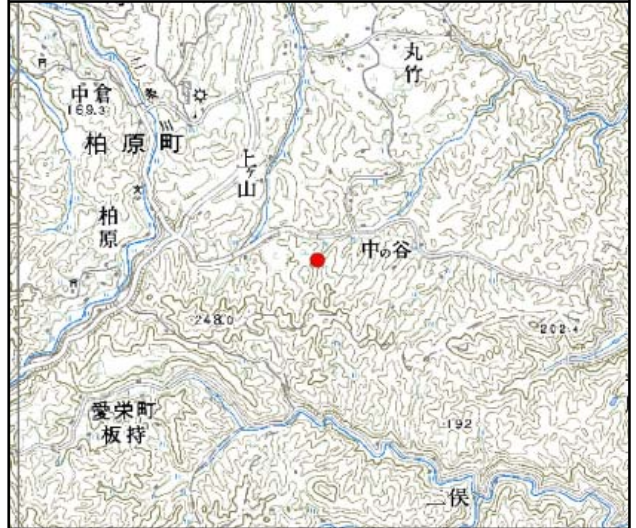 丸竹
中倉
169.3
柏原町
上ヶ山
柏原
中の谷
248.0
202.4
愛栄町
板持
192
二俣